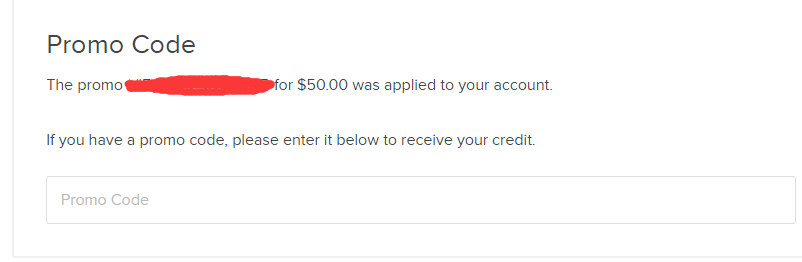 Promo Code
The promo for $50.00 was applied to your account.
If you have a promo code, please enter it below to receive your credit.
Promo Code